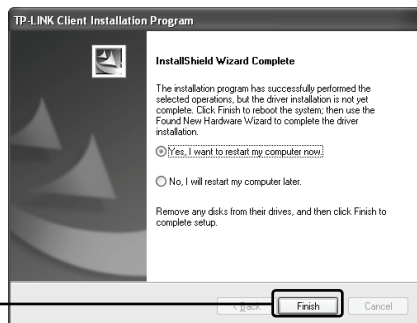 TP-LINK Client Installation Program
InstallShield Wizard Complete
The installation program has successfully performed the
selected operations, but the driver installation is not yet
complete. Click Finish to reboot the system; then use the
Found New Hardware Wizard to complete the driver
installation.
Yes, I want to restart my computer now.
No, I will restart my computer later.
Remove any disks from their drives, and then click Finish to
complete setup.
< Back Finish Cancel